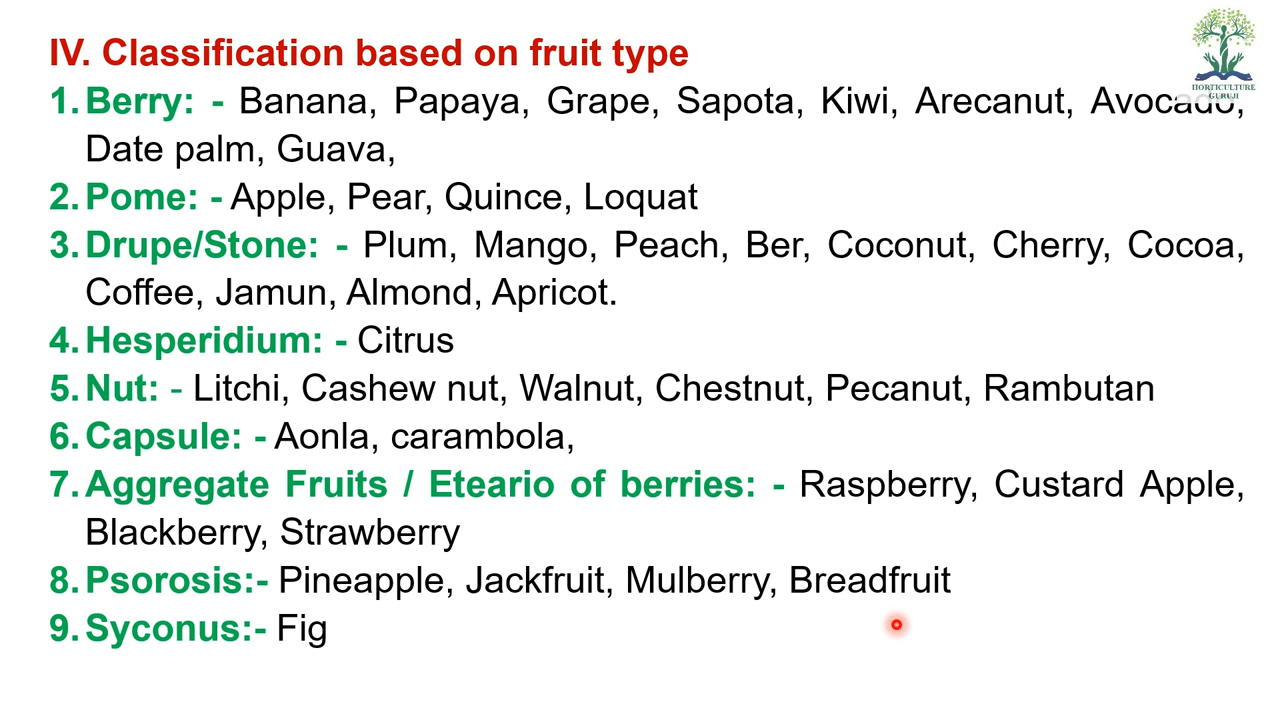 IV. Classification based on fruit type
1. Berry: - Banana, Papaya, Grape, Sapota, Kiwi, Arecanut, Avocado,
Date palm, Guava,
2. Pome: - Apple, Pear, Quince, Loquat
3. Drupe/Stone: - Plum, Mango, Peach, Ber, Coconut, Cherry, Cocoa,
Coffee, Jamun, Almond, Apricot.
4. Hesperidium: - Citrus
5. Nut: - Litchi, Cashew nut, Walnut, Chestnut, Pecanut, Rambutan
6. Capsule: - Aonla, carambola,
7. Aggregate Fruits / Eteario of berries: - Raspberry, Custard Apple,
Blackberry, Strawberry
8. Psorosis:- Pineapple, Jackfruit, Mulberry, Breadfruit
9. Syconus:- Fig
HORTICULTURE
GURUJI